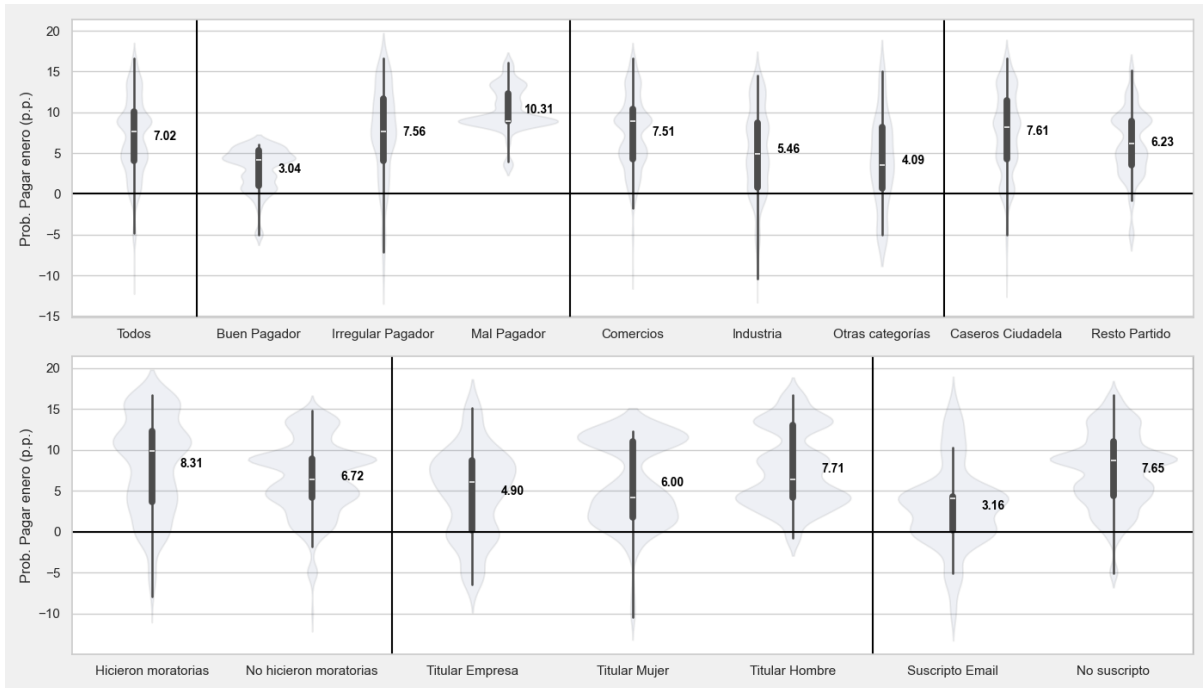 Prob. Pagar enero (p.p.)
20
15
10
5
0
−5
−10
−15
7.02
3.04
7.56
10.31
7.51
5.46
4.09
7.61
6.23
Todos
Buen Pagador
Irregular Pagador
Mal Pagador
Comercios
Industria
Otras categorías
Caseros Ciudadela
Resto Partido
Prob. Pagar enero (p.p.)
20
15
10
5
0
−5
−10
8.31
6.72
4.90
6.00
7.71
3.16
7.65
Hicieron moratorias
No hicieron moratorias
Titular Empresa
Titular Mujer
Titular Hombre
Suscripto Email
No suscripto